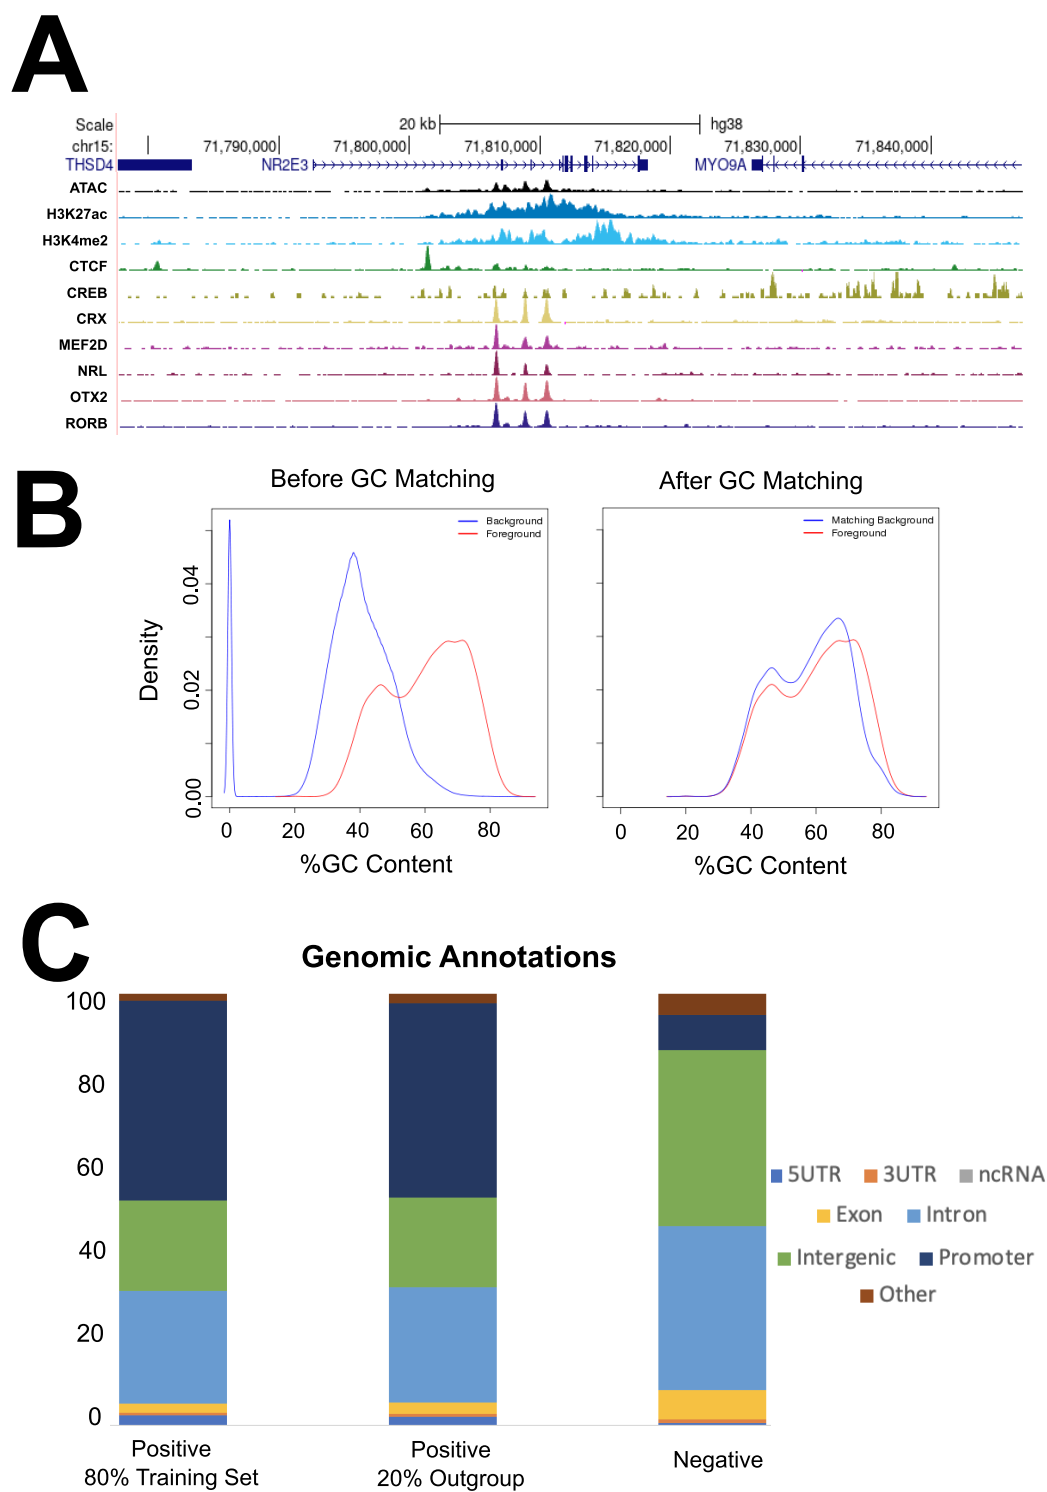 A
Scale 20 kb hg38
chr15: 71,790,000 71,800,000 71,810,000 71,820,000 71,830,000 71,840,000
THSD4 NR2E3 MYO9A
ATAC
H3K27ac
H3K4me2
CTCF
CREB
CRX
MEF2D
NRL
OTX2
RORB
B
Before GC Matching
After GC Matching
Background
Foreground
Matching Background
Foreground
Density
0.00 0.02 0.04
0 20 40 60 80
0 20 40 60 80
%GC Content
%GC Content
C
Genomic Annotations
100
80
60
40
20
0
5UTR 3UTR ncRNA
Exon Intron
Intergenic Promoter
Other
Positive
80% Training Set
Positive
20% Outgroup
Negative